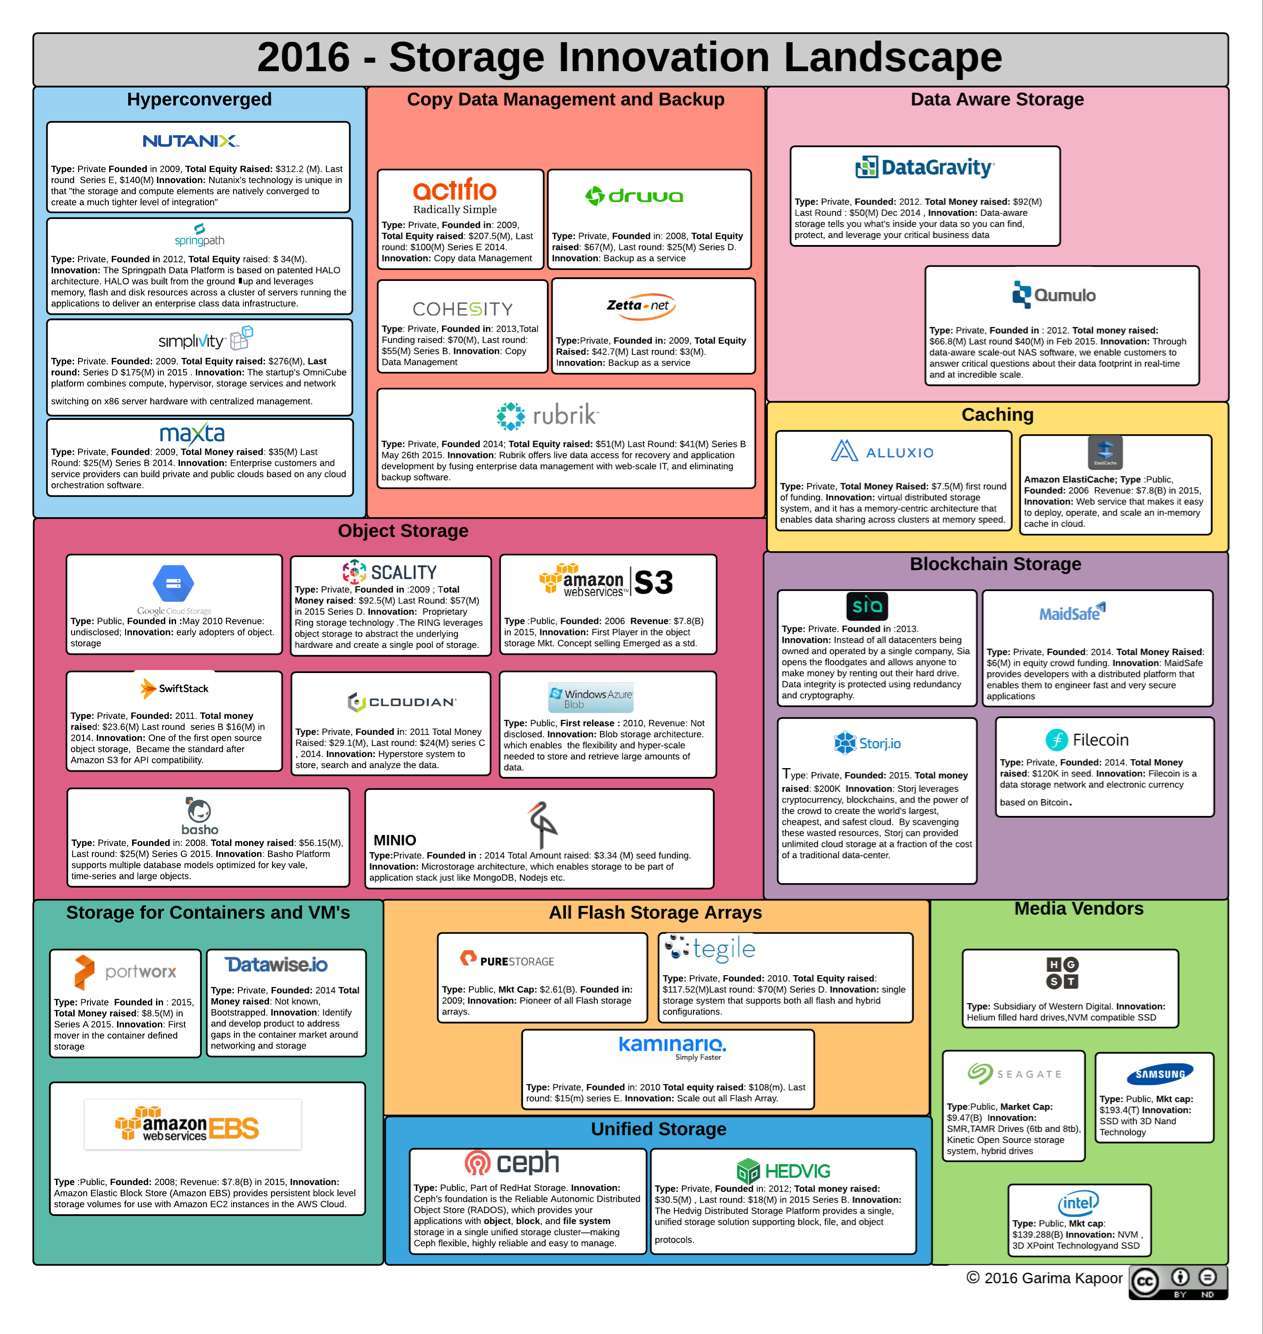 2016 - Storage Innovation Landscape
Hyperconverged
NUTANIX
Type: Private Founded in 2009, Total Equity Raised: $312.2 (M). Last
round Series E, $140(M) Innovation: Nutanix's technology is unique in
that "the storage and compute elements are natively converged to
create a much tighter level of integration"
springpath
Type: Private, Founded in 2012, Total Equity raised: $ 34(M).
Innovation: The Springpath Data Platform is based on patented HALO
architecture. HALO was built from the ground up and leverages
memory, flash and disk resources across a cluster of servers running the
applications to deliver an enterprise class data infrastructure.
simplivity
Type: Private. Founded: 2009. Total Equity raised: $276(M), Last
round: Series D $175(M) in 2015 . Innovation: The startup's OmniCube
platform combines compute, hypervisor, storage services and network
switching on x86 server hardware with centralized management.
maxta
Type: Private, Founded: 2009, Total Money raised: $35(M) Last
Round: $25(M) Series B 2014. Innovation: Enterprise customers and
service providers can build private and public clouds based on any cloud
orchestration software.
Copy Data Management and Backup
actifio
Radically Simple
Type: Private, Founded in: 2009,
Total Equity raised: $207.5(M), Last
round: $100(M) Series E 2014.
Innovation: Copy data Management
druva
Type: Private, Founded in: 2008, Total Equity
raised: $67(M), Last round: $25(M) Series D.
Innovation: Backup as a service
COHESITY
Type: Private, Founded in: 2013,Total
Funding raised: $70(M), Last round:
$55(M) Series B. Innovation: Copy
Data Management
Zetta-net
Type:Private, Founded in: 2009, Total Equity
Raised: $42.7(M) Last round: $3(M).
Innovation: Backup as a service
rubrik
Type: Private, Founded 2014; Total Equity raised: $51(M) Last Round: $41(M) Series B
May 26th 2015. Innovation: Rubrik offers live data access for recovery and application
development by fusing enterprise data management with web-scale IT, and eliminating
backup software.
Data Aware Storage
DataGravity
Type: Private, Founded: 2012. Total Money raised: $92(M)
Last Round : $50(M) Dec 2014 , Innovation: Data-aware
storage tells you what's inside your data so you can find,
protect, and leverage your critical business data
Qumulo
Type: Private, Founded in : 2012. Total money raised:
$66.8(M) Last round $40(M) in Feb 2015. Innovation: Through
data-aware scale-out NAS software, we enable customers to
answer critical questions about their data footprint in real-time
and at incredible scale.
Caching
ALLUXIO
Type: Private, Total Money Raised: $7.5(M) first round
of funding. Innovation: virtual distributed storage
system, and it has a memory-centric architecture that
enables data sharing across clusters at memory speed.
ElastiCache
Amazon ElastiCache; Type :Public,
Founded: 2006 Revenue: $7.8(B) in 2015,
Innovation: Web service that makes it easy
to deploy, operate, and scale an in-memory
cache in cloud.
Object Storage
Google Cloud Storage
Type: Public, Founded in :May 2010 Revenue:
undisclosed; Innovation: early adopters of object.
storage
SCALITY
Type: Private, Founded in :2009 ; Total
Money raised: $92.5(M) Last Round: $57(M)
in 2015 Series D. Innovation: Proprietary
Ring storage technology .The RING leverages
object storage to abstract the underlying
hardware and create a single pool of storage.
amazon web services S3
Type :Public, Founded: 2006 Revenue: $7.8(B)
in 2015, Innovation: First Player in the object
storage Mkt. Concept selling Emerged as a std.
SwiftStack
Type: Private, Founded: 2011. Total money
raised: $23.6(M) Last round series B $16(M) in
2014. Innovation: One of the first open source
object storage, Became the standard after
Amazon S3 for API compatibility.
CLOUDIAN
Type: Private, Founded in: 2011 Total Money
Raised: $29.1(M), Last round: $24(M) series C
, 2014. Innovation: Hyperstore system to
store, search and analyze the data.
Windows Azure
Blob
Type: Public, First release : 2010, Revenue: Not
disclosed. Innovation: Blob storage architecture.
which enables the flexibility and hyper-scale
needed to store and retrieve large amounts of
data.
basho
Type: Private, Founded in: 2008. Total money raised: $56.15(M),
Last round: $25(M) Series G 2015. Innovation: Basho Platform
supports multiple database models optimized for key vale,
time-series and large objects.
MINIO
Type:Private. Founded in : 2014 Total Amount raised: $3.34 (M) seed funding.
Innovation: Microstorage architecture, which enables storage to be part of
application stack just like MongoDB, Nodejs etc.
Blockchain Storage
sia
Type: Private. Founded in :2013.
Innovation: Instead of all datacenters being
owned and operated by a single company, Sia
opens the floodgates and allows anyone to
make money by renting out their hard drive.
Data integrity is protected using redundancy
and cryptography.
MaidSafe
Type: Private, Founded: 2014. Total Money Raised:
$6(M) in equity crowd funding. Innovation: MaidSafe
provides developers with a distributed platform that
enables them to engineer fast and very secure
applications
Storj.io
Type: Private, Founded: 2015. Total money
raised: $200K Innovation: Storj leverages
cryptocurrency, blockchains, and the power of
the crowd to create the world's largest,
cheapest, and safest cloud. By scavenging
these wasted resources, Storj can provided
unlimited cloud storage at a fraction of the cost
of a traditional data-center.
Filecoin
Type: Private, Founded: 2014. Total Money
raised: $120K in seed. Innovation: Filecoin is a
data storage network and electronic currency
based on Bitcoin.
Storage for Containers and VM's
portworx
Type: Private Founded in : 2015,
Total Money raised: $8.5(M) in
Series A 2015. Innovation: First
mover in the container defined
storage
Datawise.io
Type: Private, Founded: 2014 Total
Money raised: Not known,
Bootstrapped. Innovation: Identify
and develop product to address
gaps in the container market around
networking and storage
amazon web services EBS
Type :Public, Founded: 2008; Revenue: $7.8(B) in 2015, Innovation:
Amazon Elastic Block Store (Amazon EBS) provides persistent block level
storage volumes for use with Amazon EC2 instances in the AWS Cloud.
All Flash Storage Arrays
PURESTORAGE
Type: Public, Mkt Cap: $2.61(B). Founded in:
2009; Innovation: Pioneer of all Flash storage
arrays.
tegile
Type: Private, Founded: 2010. Total Equity raised:
$117.52(M)Last round: $70(M) Series D. Innovation: single
storage system that supports both all flash and hybrid
configurations.
kaminario.
Simply Faster
Type: Private, Founded in: 2010 Total equity raised: $108(m). Last
round: $15(m) series E. Innovation: Scale out all Flash Array.
Unified Storage
ceph
Type: Public, Part of RedHat Storage. Innovation:
Ceph's foundation is the Reliable Autonomic Distributed
Object Store (RADOS), which provides your
applications with object, block, and file system
storage in a single unified storage cluster—making
Ceph flexible, highly reliable and easy to manage.
HEDVIG
Type: Private, Founded in: 2012; Total money raised:
$30.5(M) , Last round: $18(M) in 2015 Series B. Innovation:
The Hedvig Distributed Storage Platform provides a single,
unified storage solution supporting block, file, and object
protocols.
Media Vendors
HGST
Type: Subsidiary of Western Digital. Innovation:
Helium filled hard drives,NVM compatible SSD
SEAGATE
Type:Public, Market Cap:
$9.47(B) Innovation:
SMR,TAMR Drives (6tb and 8tb),
Kinetic Open Source storage
system, hybrid drives
SAMSUNG
Type: Public, Mkt cap:
$193.4(T) Innovation:
SSD with 3D Nand
Technology
intel
Type: Public, Mkt cap:
$139.288(B) Innovation: NVM ,
3D XPoint Technologyand SSD
© 2016 Garima Kapoor
cc BY ND